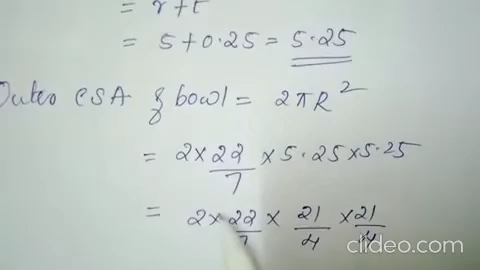 = r+t
= 5+0.25 = 5.25
Outer CSA of bowl = 2πR²
= 2×22/7 ×5.25×5.25
= 2×22/7 × 21/4 ×21/4
clideo.com